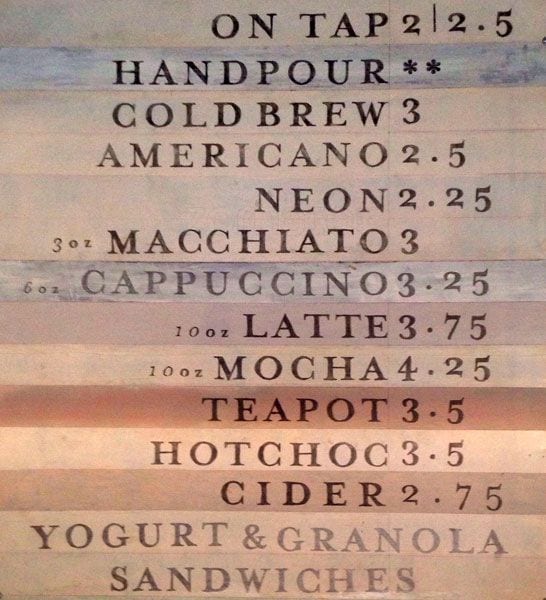 ON TAP 2|2.5
HANDPOUR **
COLD BREW 3
AMERICANO 2.5
NEON 2.25
3oz MACCHIATO 3
6oz CAPPUCCINO 3.25
10oz LATTE 3.75
10oz MOCHA 4.25
TEAPOT 3.5
HOTCHOC 3.5
CIDER 2.75
YOGURT & GRANOLA
SANDWICHES